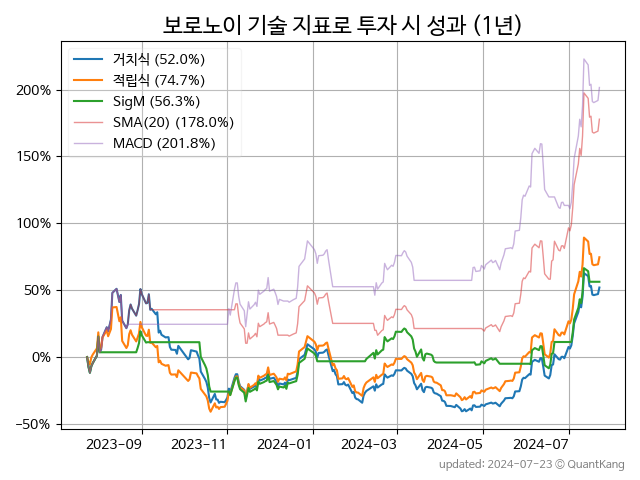 보로노이 기술 지표로 투자 시 성과 (1년)
거치식 (52.0%)
적립식 (74.7%)
SigM (56.3%)
SMA(20) (178.0%)
MACD (201.8%)
200%
150%
100%
50%
0%
−50%
2023-09 2023-11 2024-01 2024-03 2024-05 2024-07
updated: 2024-07-23 © QuantKang